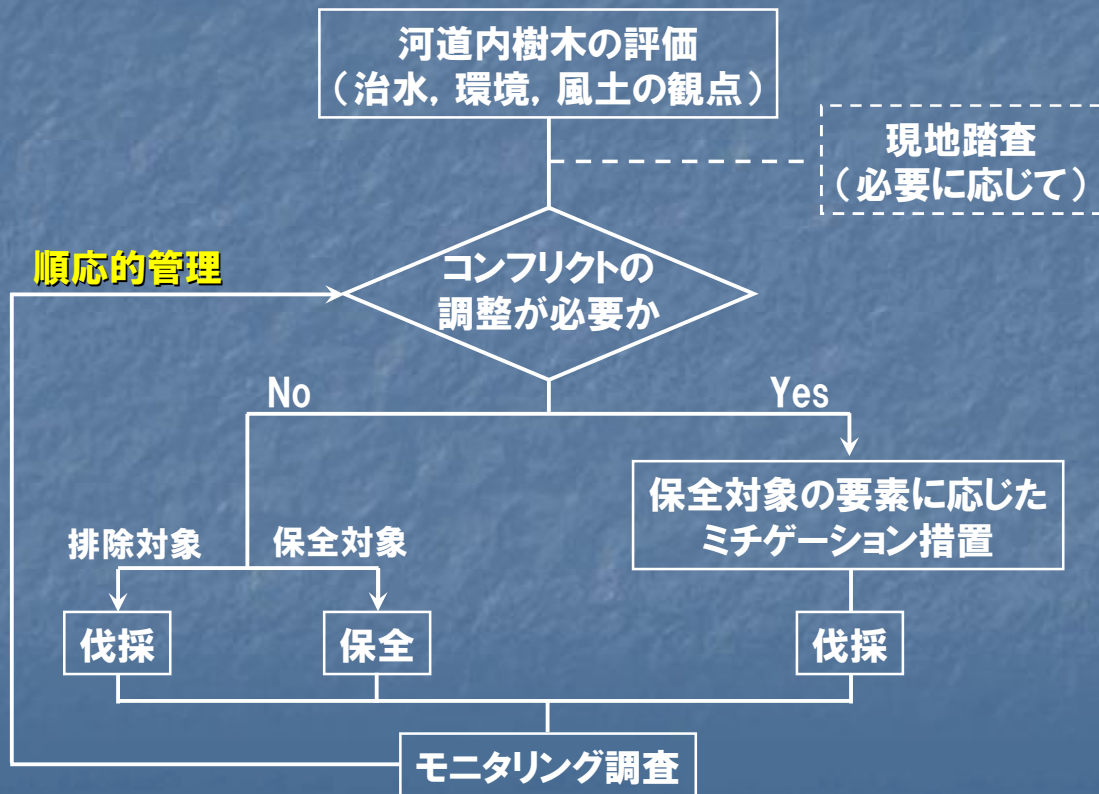 河道内樹木の評価
（治水, 環境, 風土の観点）
現地踏査
（必要に応じて）
順応的管理
コンフリクトの
調整が必要か
No
Yes
保全対象の要素に応じた
ミチゲーション措置
排除対象
保全対象
伐採
保全
伐採
モニタリング調査